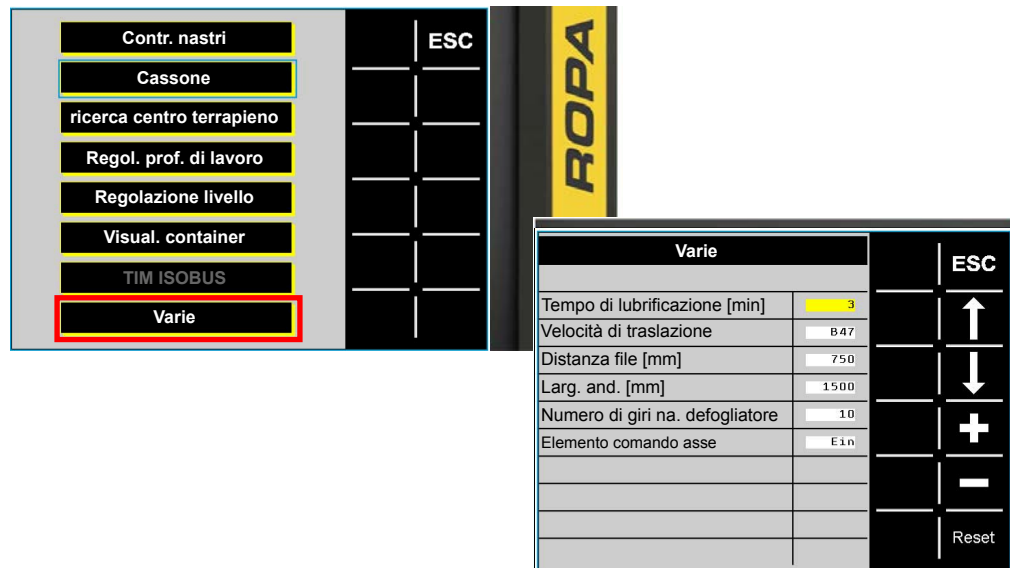 Contr. nastri
ESC
Cassone
ricerca centro terrapieno
Regol. prof. di lavoro
Regolazione livello
Visual. container
TIM ISOBUS
Varie
ROPA
Varie
ESC
Tempo di lubrificazione [min] 3
Velocità di traslazione B47
Distanza file [mm] 750
Larg. and. [mm] 1500
Numero di giri na. defogliatore 10
Elemento comando asse Ein
Reset